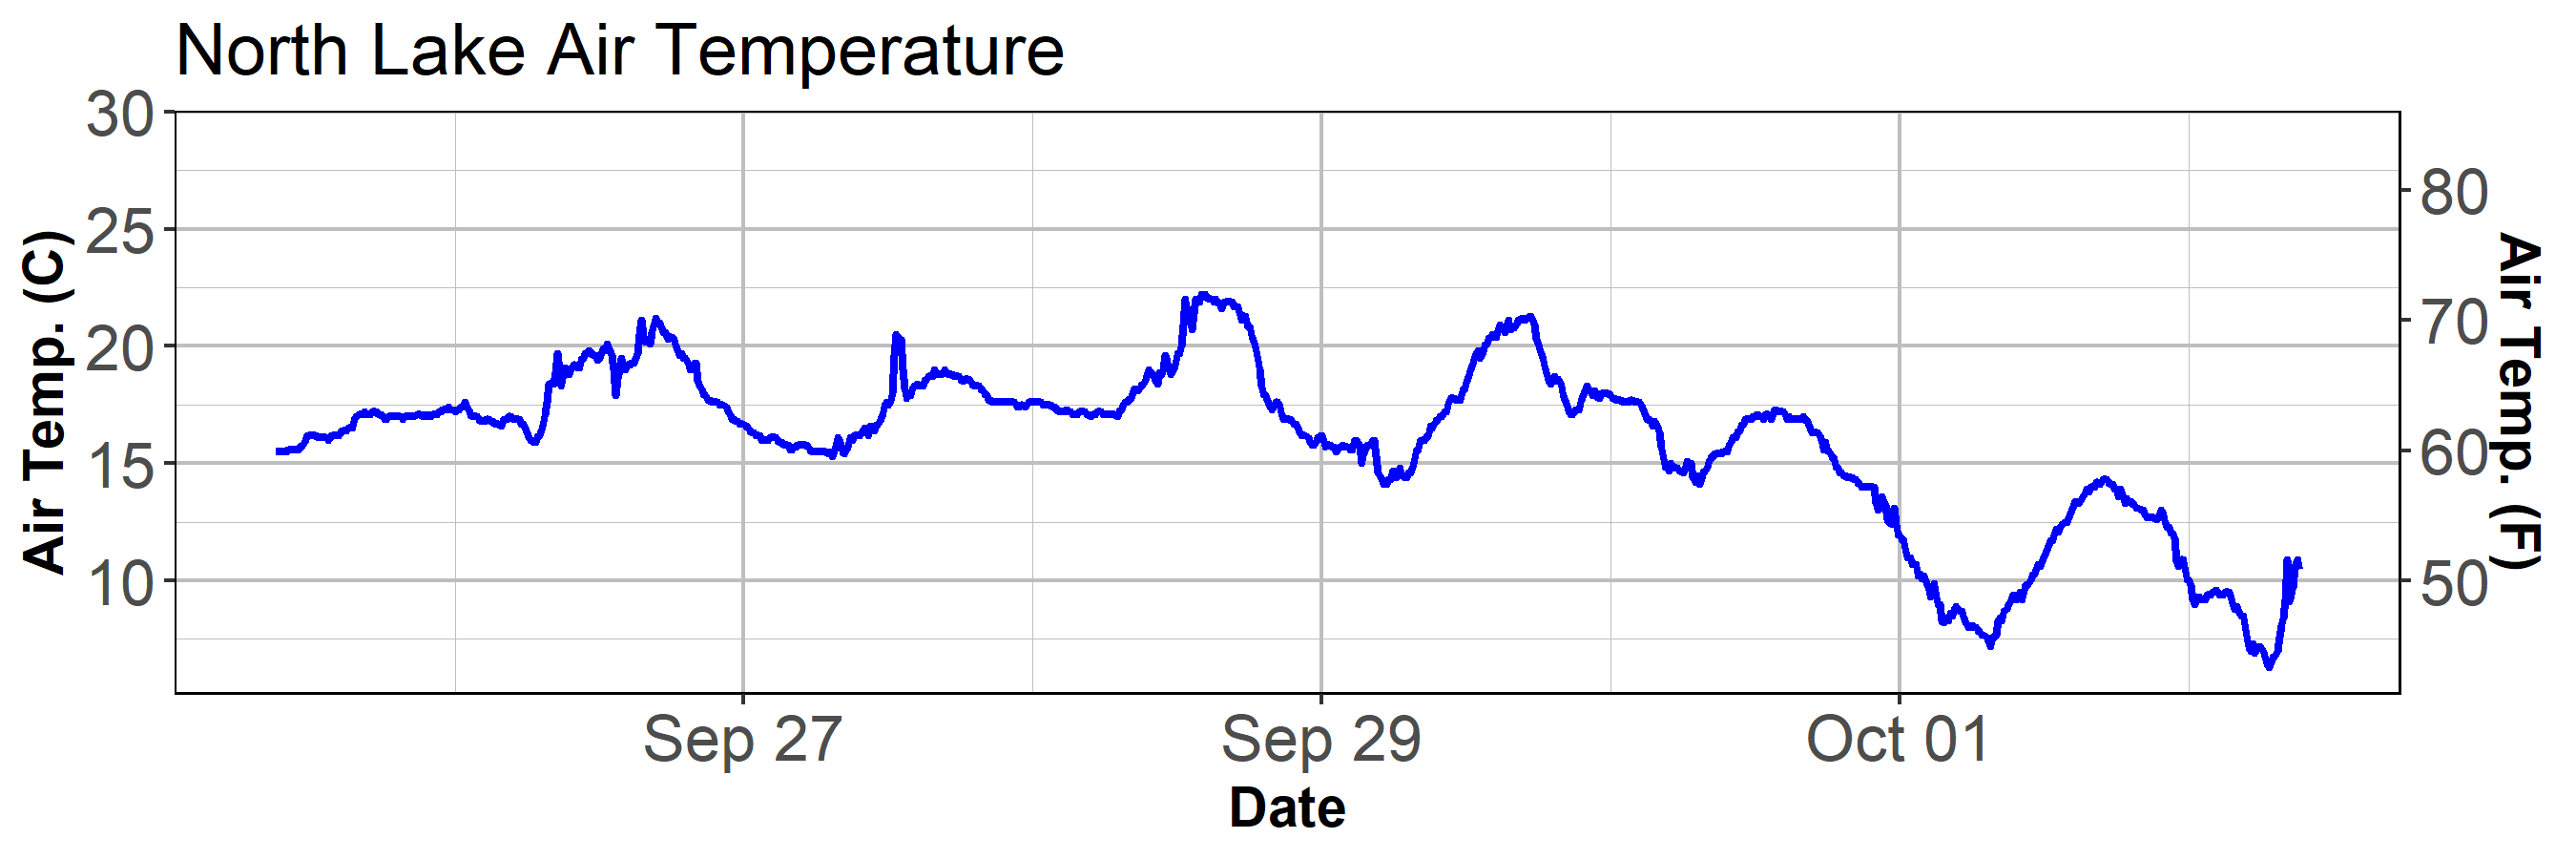 North Lake Air Temperature
30
25
20
15
10
Air Temp. (C)
80
70
60
50
Air Temp. (F)
Sep 27
Sep 29
Oct 01
Date